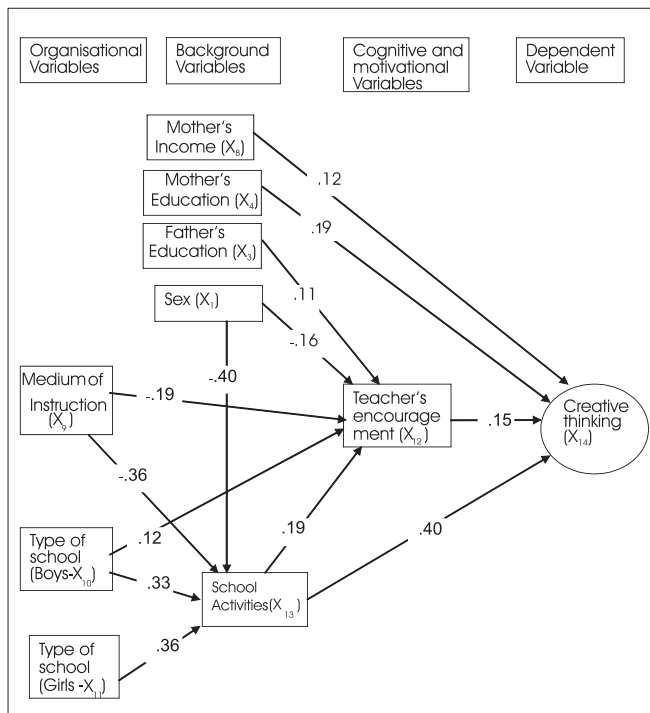 Organisational
Variables
Background
Variables
Cognitive and
motivational
Variables
Dependent
Variable
Mother's
Income (X8)
.12
Mother's
Education (X4)
.19
Father's
Education (X3)
.11
Sex (X1)
-.16
-.40
Medium of
Instruction
(X9)
-.19
Teacher's
encourage
ment (X12)
.15
Creative
thinking
(X14)
-.36
.19
.40
Type of
school
(Boys-X10)
.12
.33
School
Activities(X13)
Type of
school
(Girls -X11)
.36